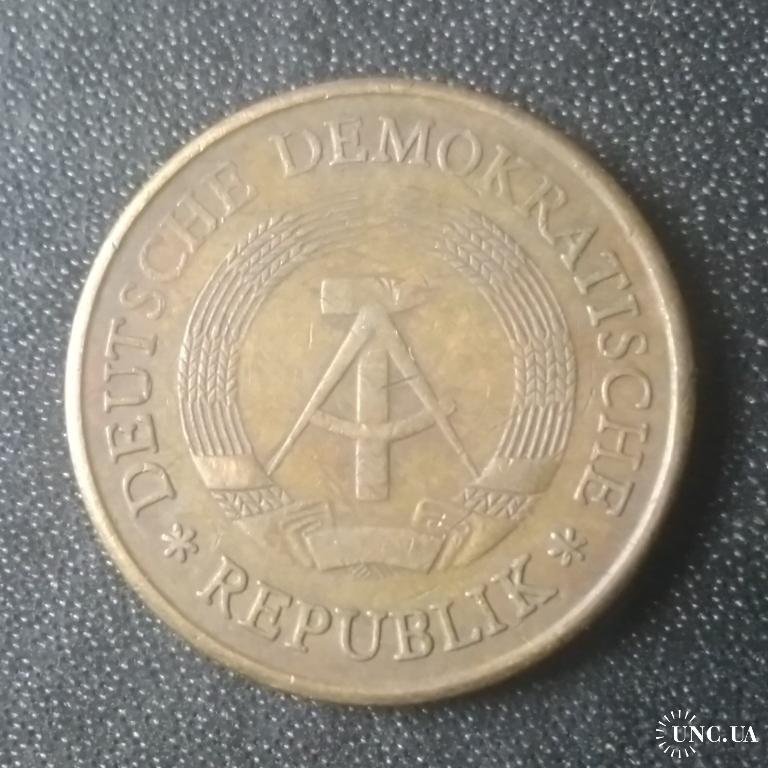 DEUTSCHE DEMOKRATISCHE
* REPUBLIK *
UNC.UA